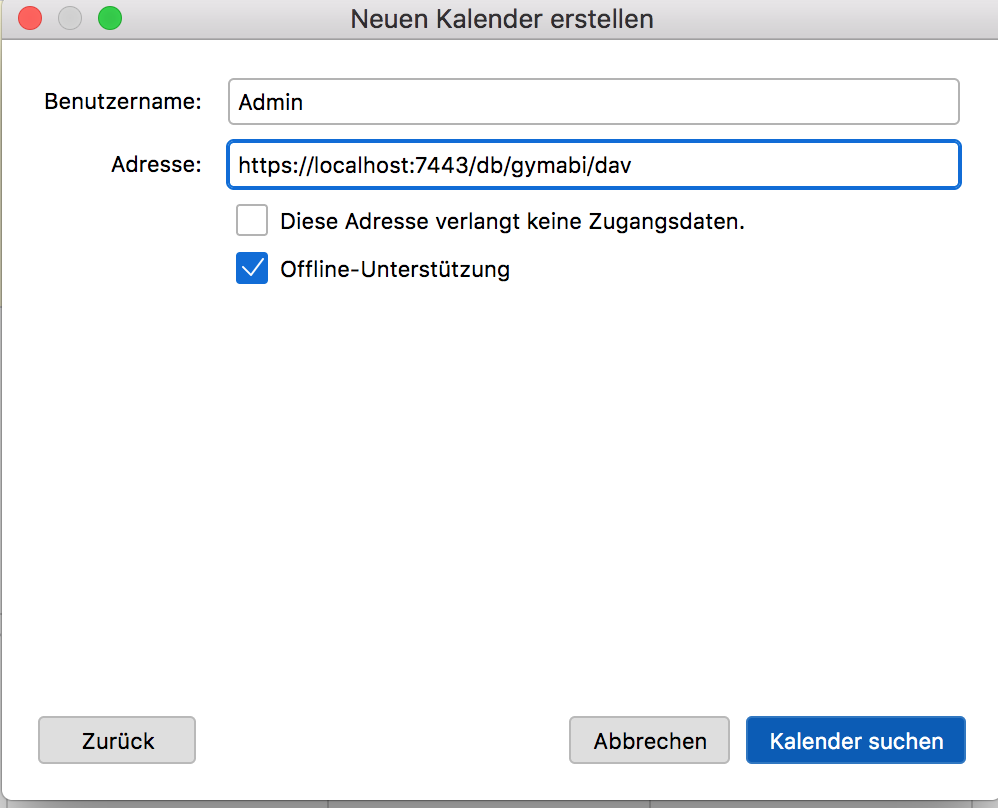 Neuen Kalender erstellen
Benutzername: Admin
Adresse: https://localhost:7443/db/gymabi/dav
Diese Adresse verlangt keine Zugangsdaten.
Offline-Unterstützung
Zurück Abbrechen Kalender suchen